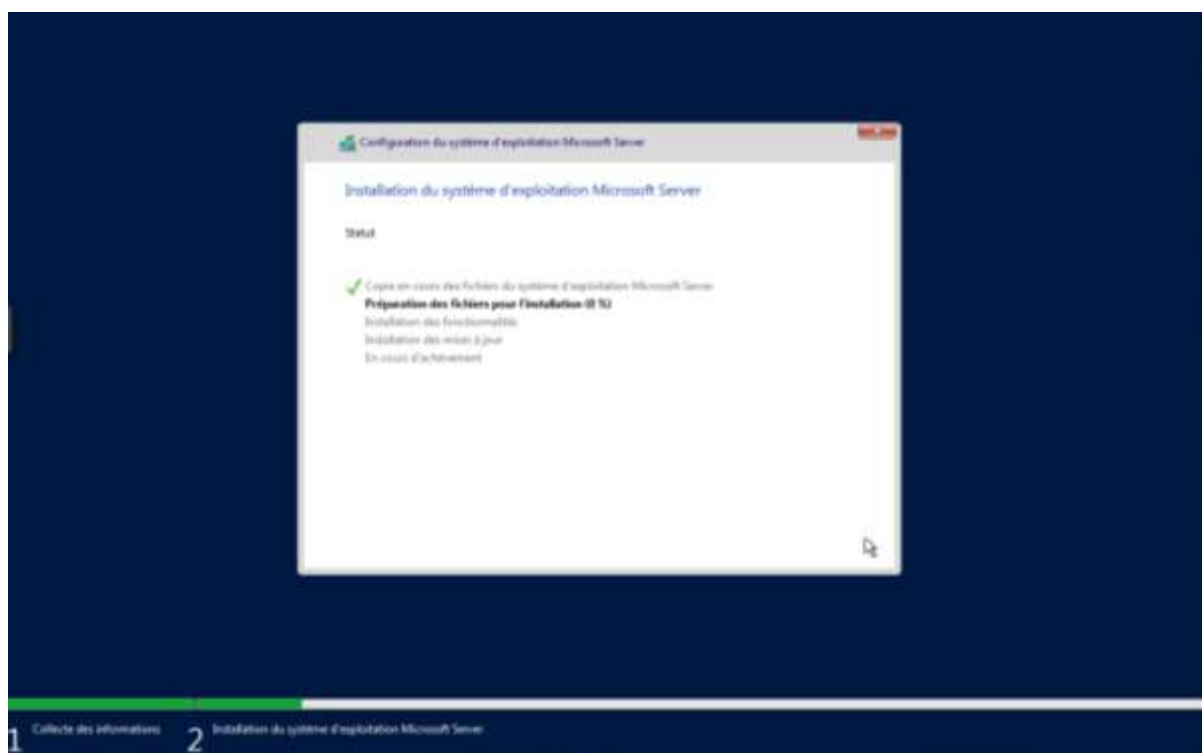 Configuration du système d'exploitation Microsoft Server
Installation du système d'exploitation Microsoft Server
Statut
Copie en cours des fichiers du système d'exploitation Microsoft Server
Préparation des fichiers pour l'installation (0 %)
Installation des fonctionnalités
Installation des mises à jour
En cours d'achèvement
1 Collecte des informations
2 Installation du système d'exploitation Microsoft Server